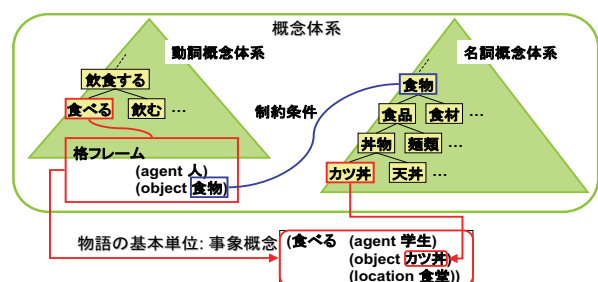 概念体系
動詞概念体系
名詞概念体系
飲食する
食べる 飲む …
食物
制約条件
食品 食材 …
丼物 麺類 …
カツ丼 天丼 …
格フレーム
(agent 人)
(object 食物)
物語の基本単位: 事象概念
(食べる (agent 学生)
(object カツ丼)
(location 食堂))